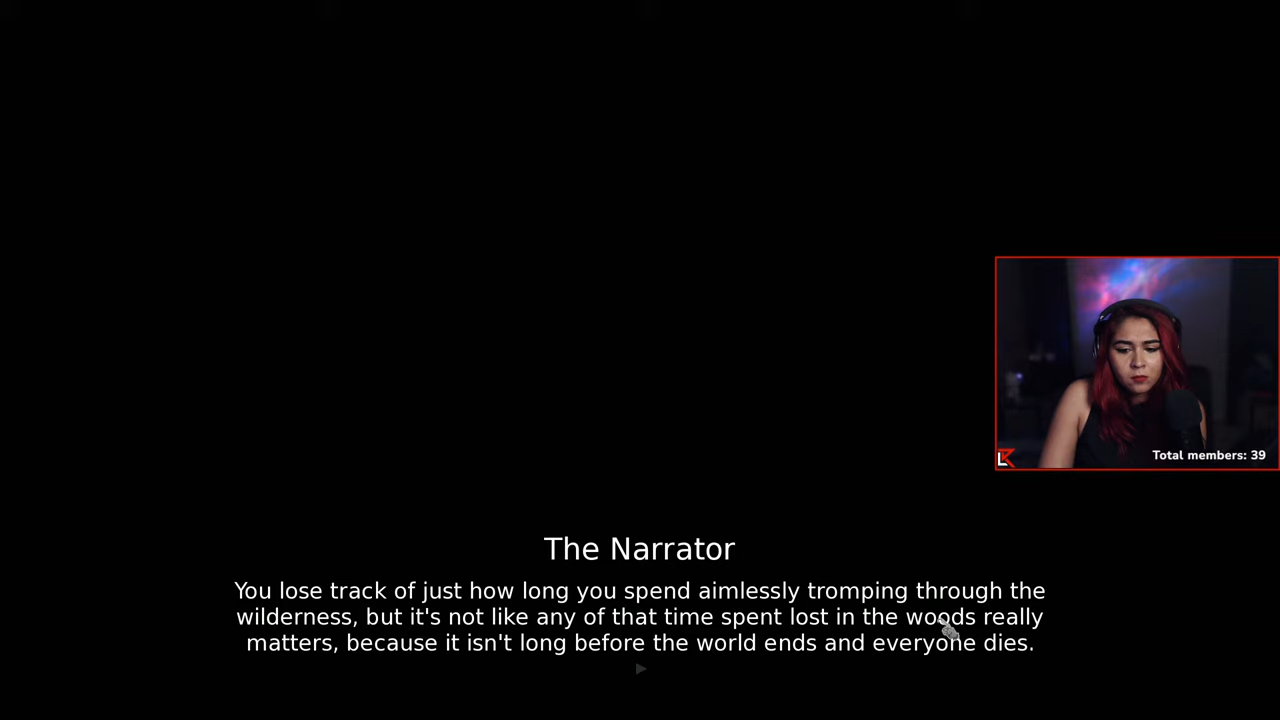 Total members: 39
The Narrator
You lose track of just how long you spend aimlessly tromping through the
wilderness, but it's not like any of that time spent lost in the woods really
matters, because it isn't long before the world ends and everyone dies.